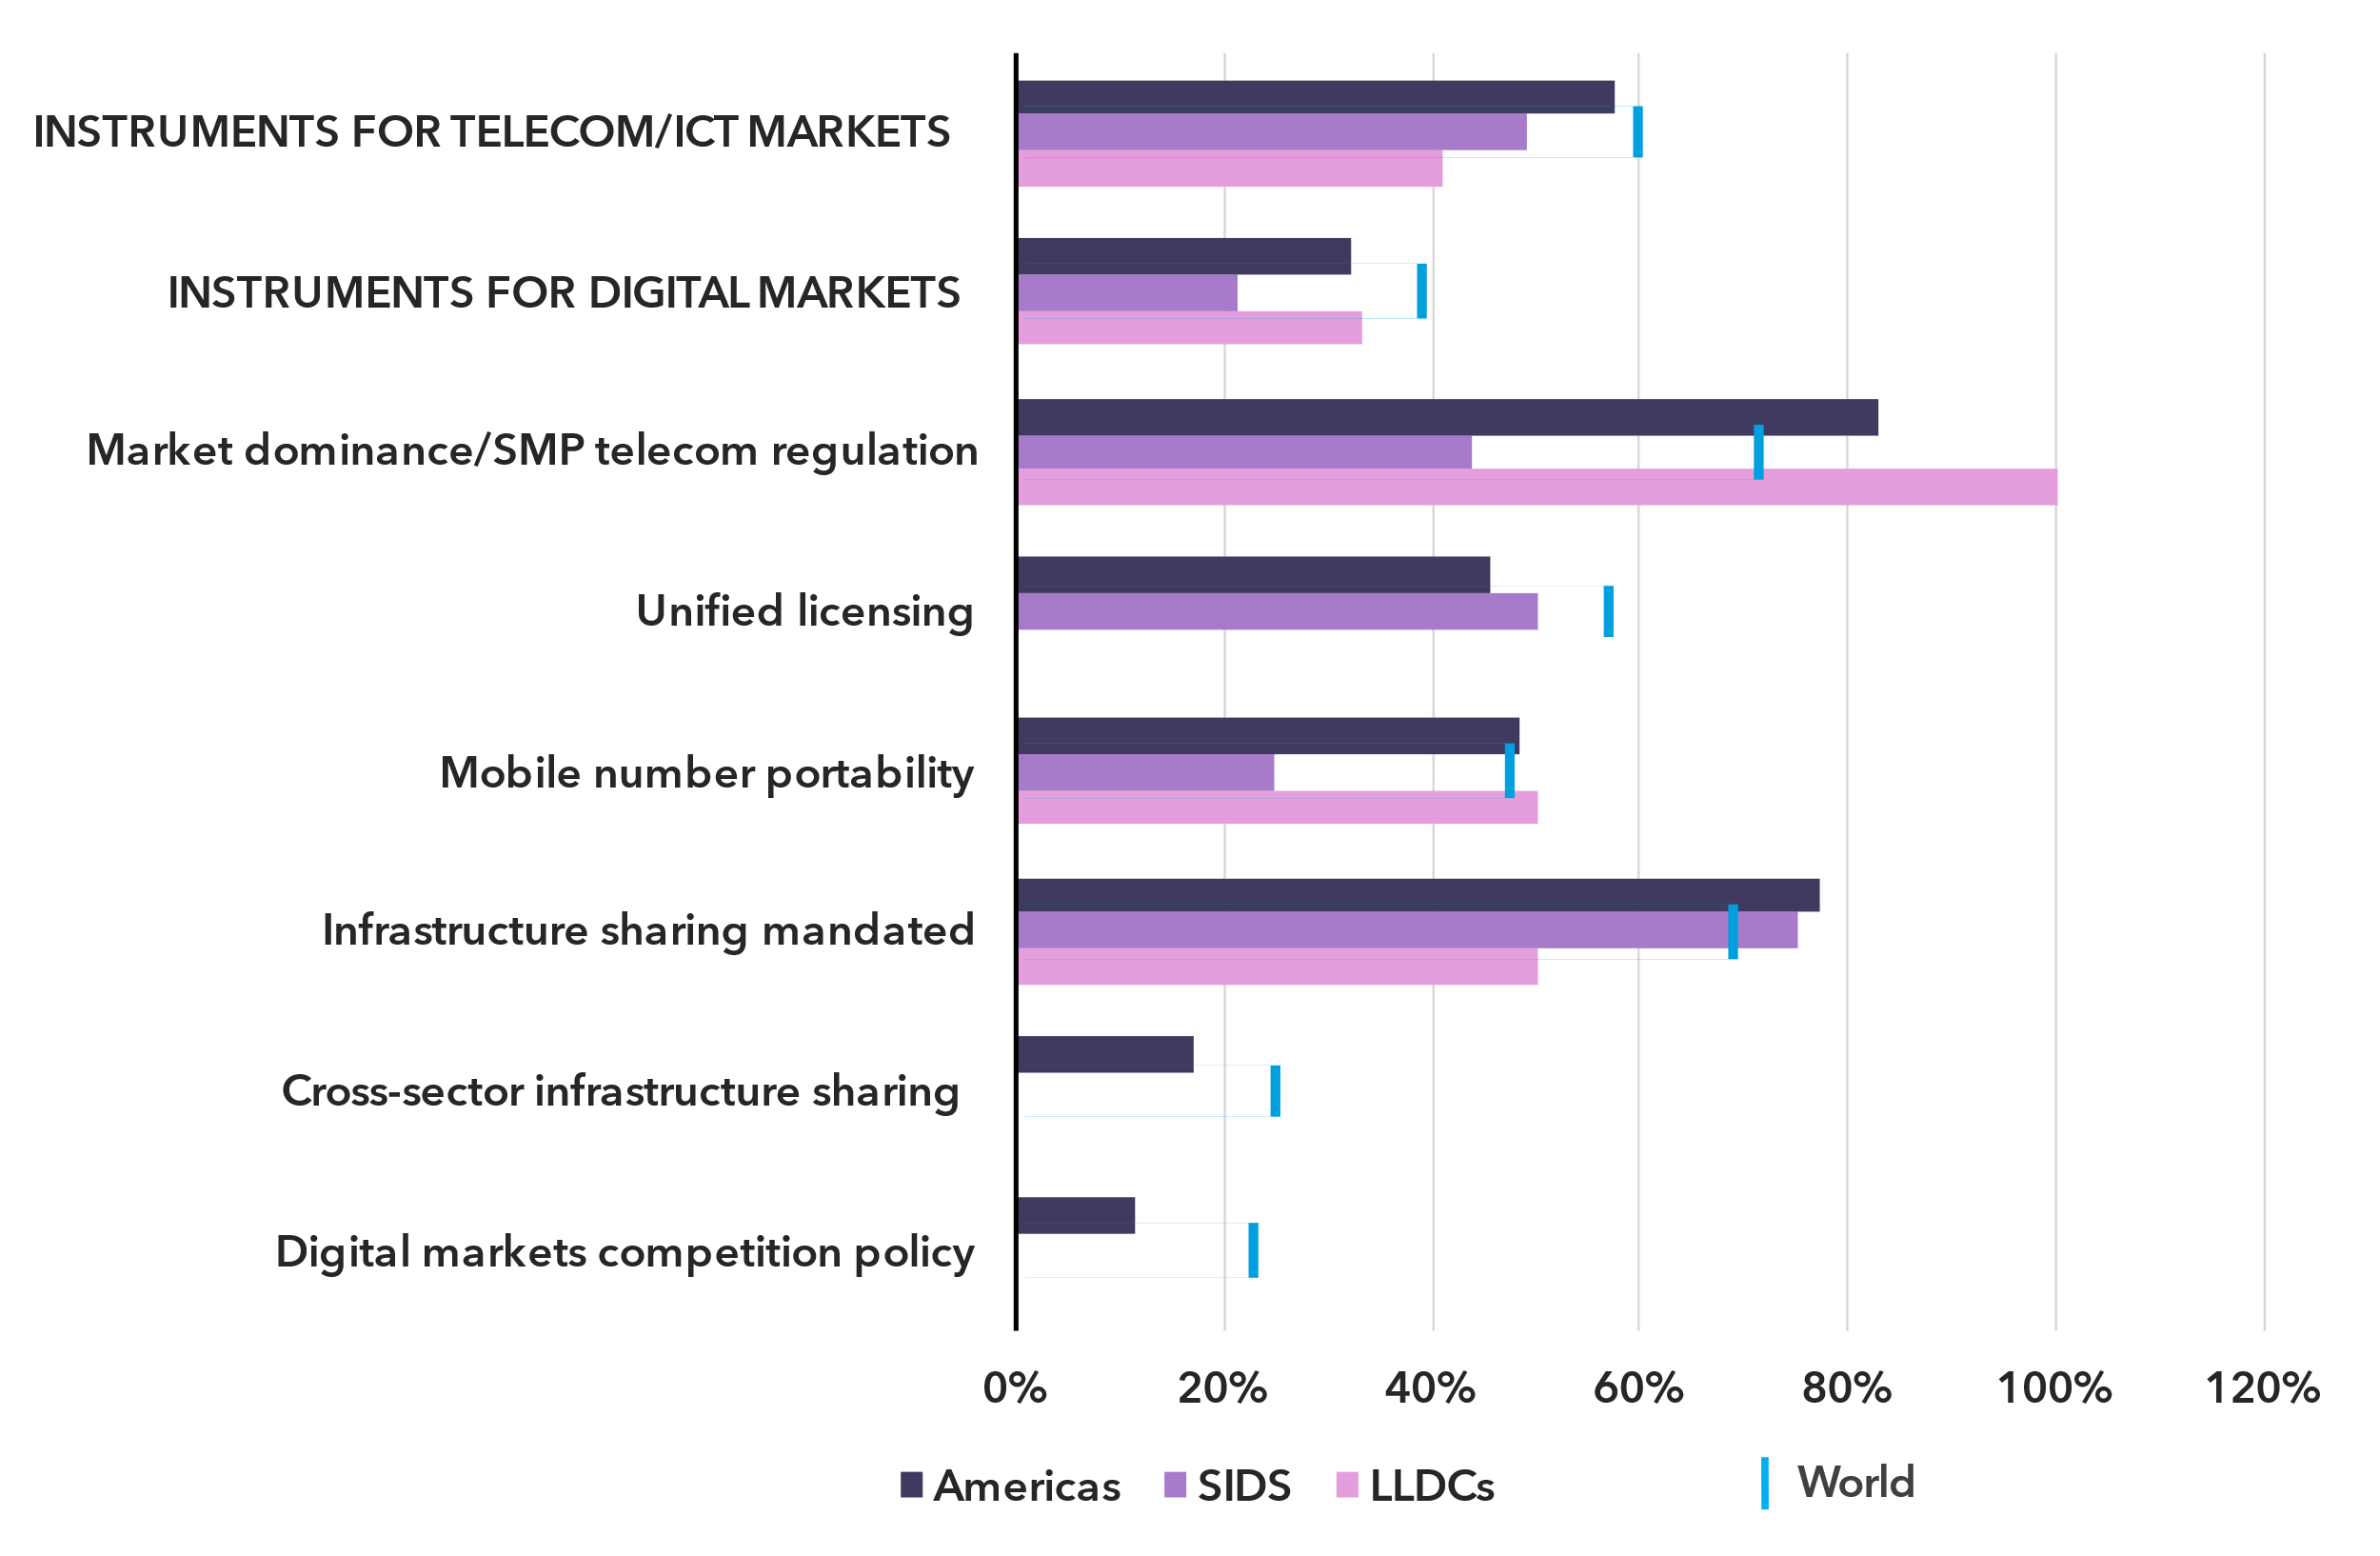 INSTRUMENTS FOR TELECOM/ICT MARKETS
INSTRUMENTS FOR DIGITAL MARKETS
Market dominance/SMP telecom regulation
Unified licensing
Mobile number portability
Infrastructure sharing mandated
Cross-sector infrastructure sharing
Digital markets competition policy
0% 20% 40% 60% 80% 100% 120%
Americas SIDS LLDCs World